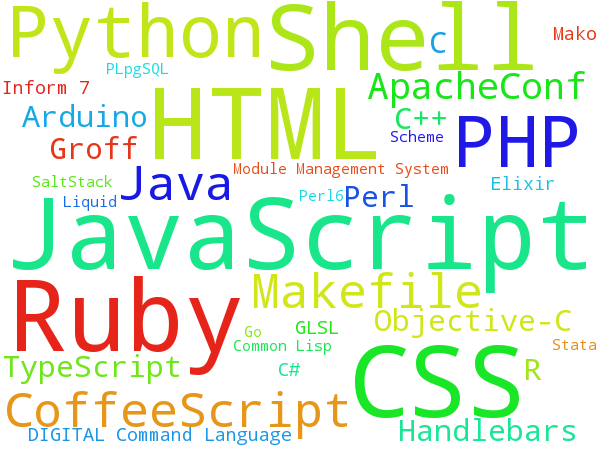 Python
Shell
C
Mako
PLpgSQL
Inform 7
ApacheConf
HTML
Arduino
C++
PHP
Groff
Scheme
Module Management System
Java
SaltStack
Elixir
Liquid
Perl6
Perl
JavaScript
Ruby
Makefile
Objective-C
Go
GLSL
Common Lisp
Stata
TypeScript
C#
CSS
R
CoffeeScript
Handlebars
DIGITAL Command Language